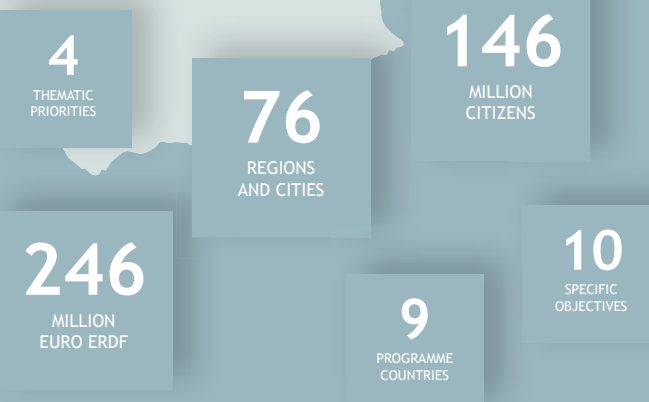 4
THEMATIC
PRIORITIES
76
REGIONS
AND CITIES
146
MILLION
CITIZENS
246
MILLION
EURO ERDF
9
PROGRAMME
COUNTRIES
10
SPECIFIC
OBJECTIVES